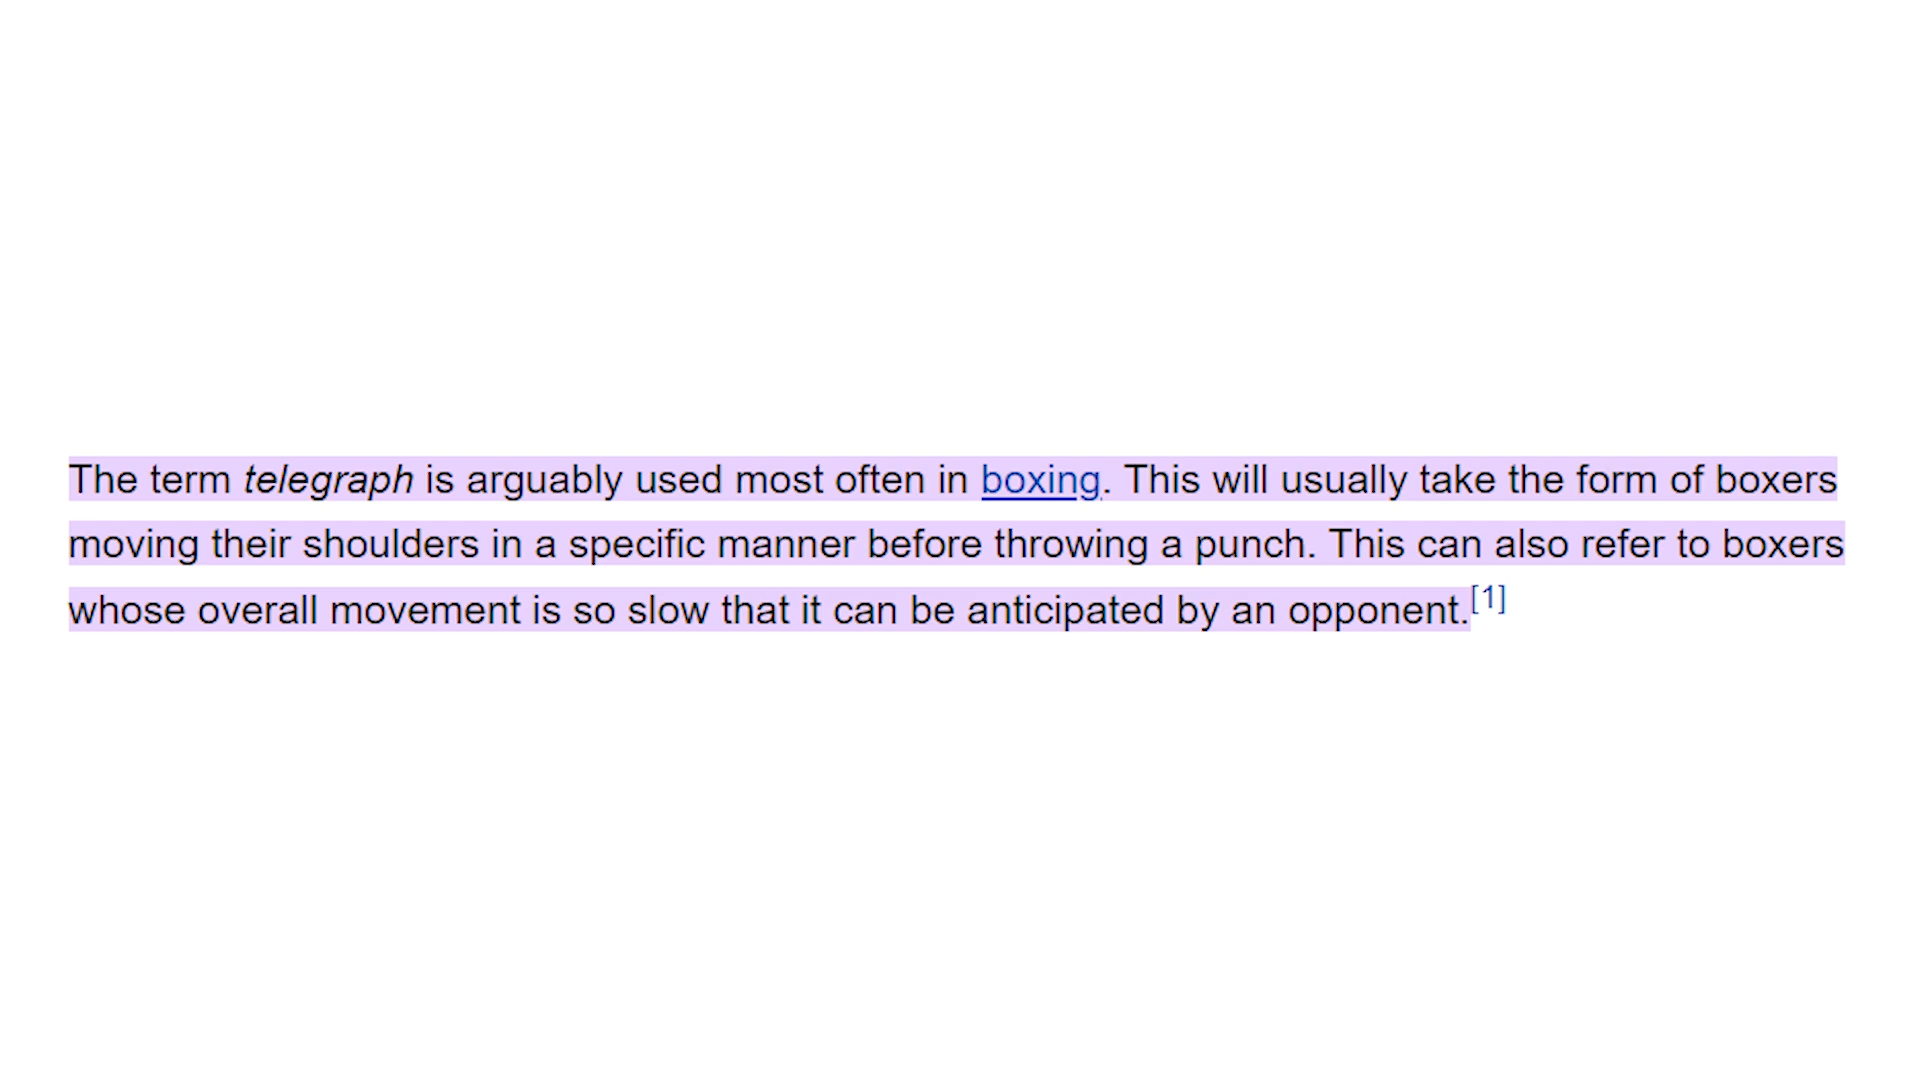 The term telegraph is arguably used most often in boxing. This will usually take the form of boxers
moving their shoulders in a specific manner before throwing a punch. This can also refer to boxers
whose overall movement is so slow that it can be anticipated by an opponent.[1]